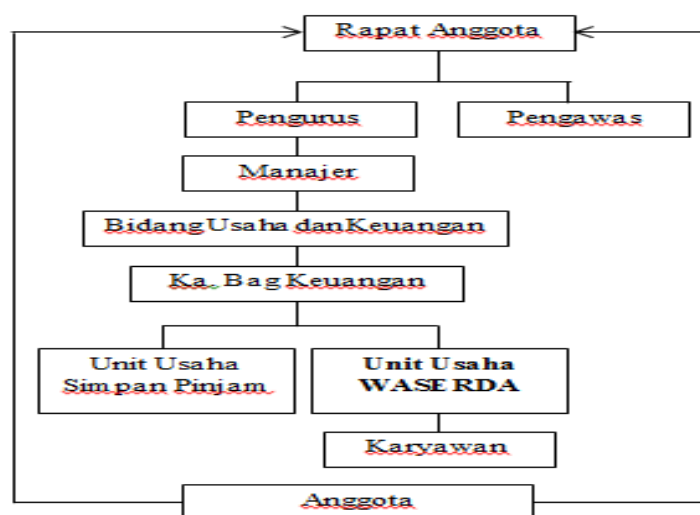 Rapat Anggota
Pengurus
Pengawas
Manajer
Bidang Usaha dan Keuangan
Ka. Bag Keuangan
Unit Usaha
Simpan Pinjam
Unit Usaha
WASERDA
Karyawan
Anggota